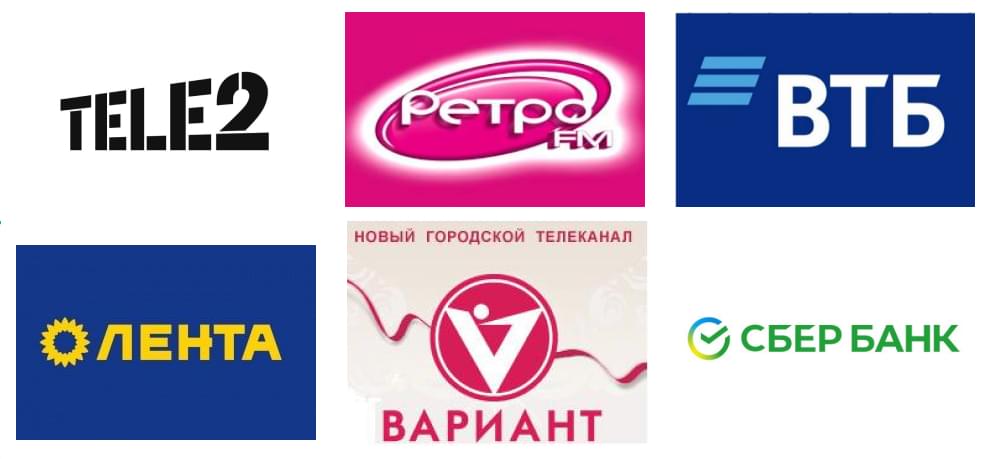 TELE2
Ретро
FM
ВТБ
ЛЕНТА
НОВЫЙ ГОРОДСКОЙ ТЕЛЕКАНАЛ
ВАРИАНТ
СБЕР БАНК